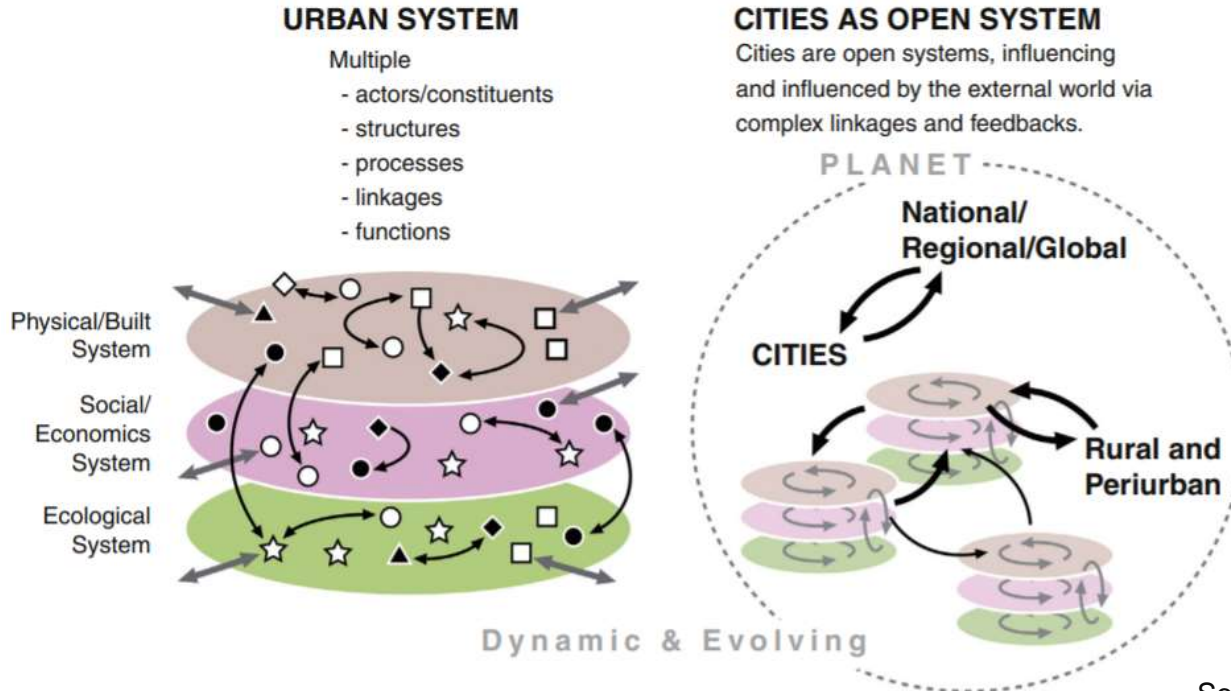 URBAN SYSTEM
Multiple
- actors/constituents
- structures
- processes
- linkages
- functions
Physical/Built
System
Social/
Economics
System
Ecological
System
CITIES AS OPEN SYSTEM
Cities are open systems, influencing
and influenced by the external world via
complex linkages and feedbacks.
PLANET
National/
Regional/Global
CITIES
Rural and
Periurban
Dynamic & Evolving